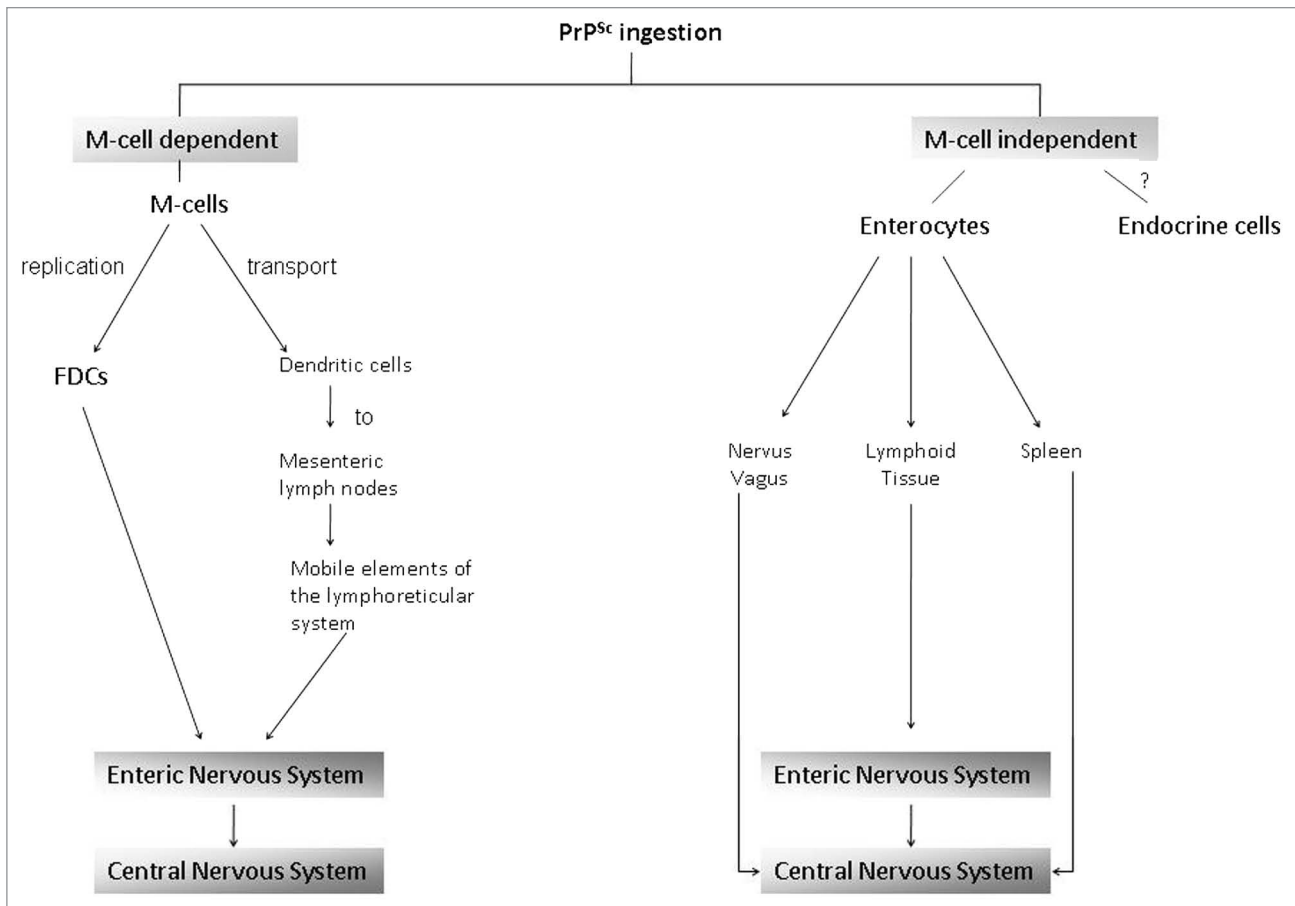 PrPSc ingestion
M-cell dependent
M-cells
replication
transport
FDCs
Dendritic cells
to
Mesenteric
lymph nodes
Mobile elements of
the lymphoreticular
system
Enteric Nervous System
Central Nervous System
M-cell independent
?
Enterocytes
Endocrine cells
Nervus
Vagus
Lymphoid
Tissue
Spleen
Enteric Nervous System
Central Nervous System